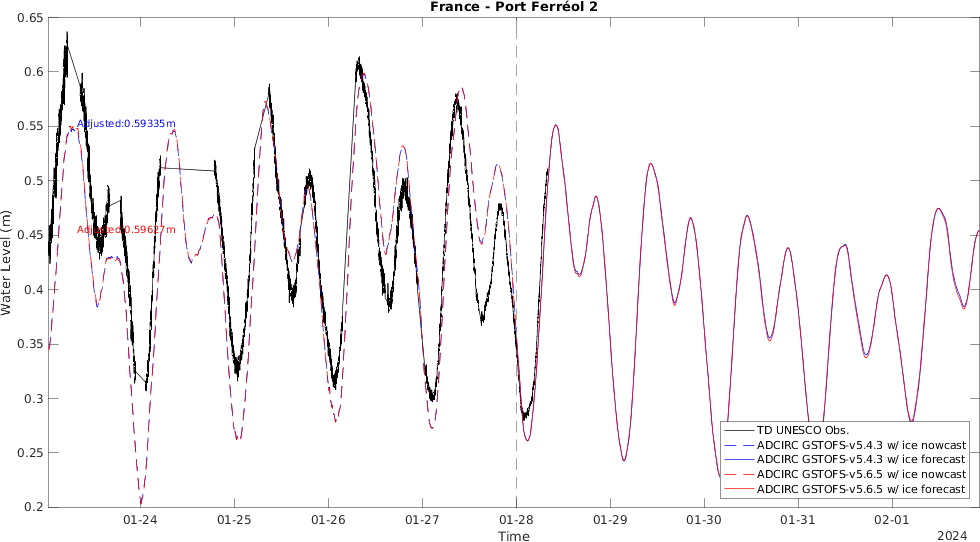 France - Port Ferréol 2
Water Level (m)
0.65
0.6
0.55
0.5
0.45
0.4
0.35
0.3
0.25
0.2
Adjusted:0.59335m
Adjusted:0.59627m
TD UNESCO Obs.
ADCIRC GSTOFS-v5.4.3 w/ ice nowcast
ADCIRC GSTOFS-v5.4.3 w/ ice forecast
ADCIRC GSTOFS-v5.6.5 w/ ice nowcast
ADCIRC GSTOFS-v5.6.5 w/ ice forecast
01-24 01-25 01-26 01-27 01-28 01-29 01-30 01-31 02-01
Time
2024